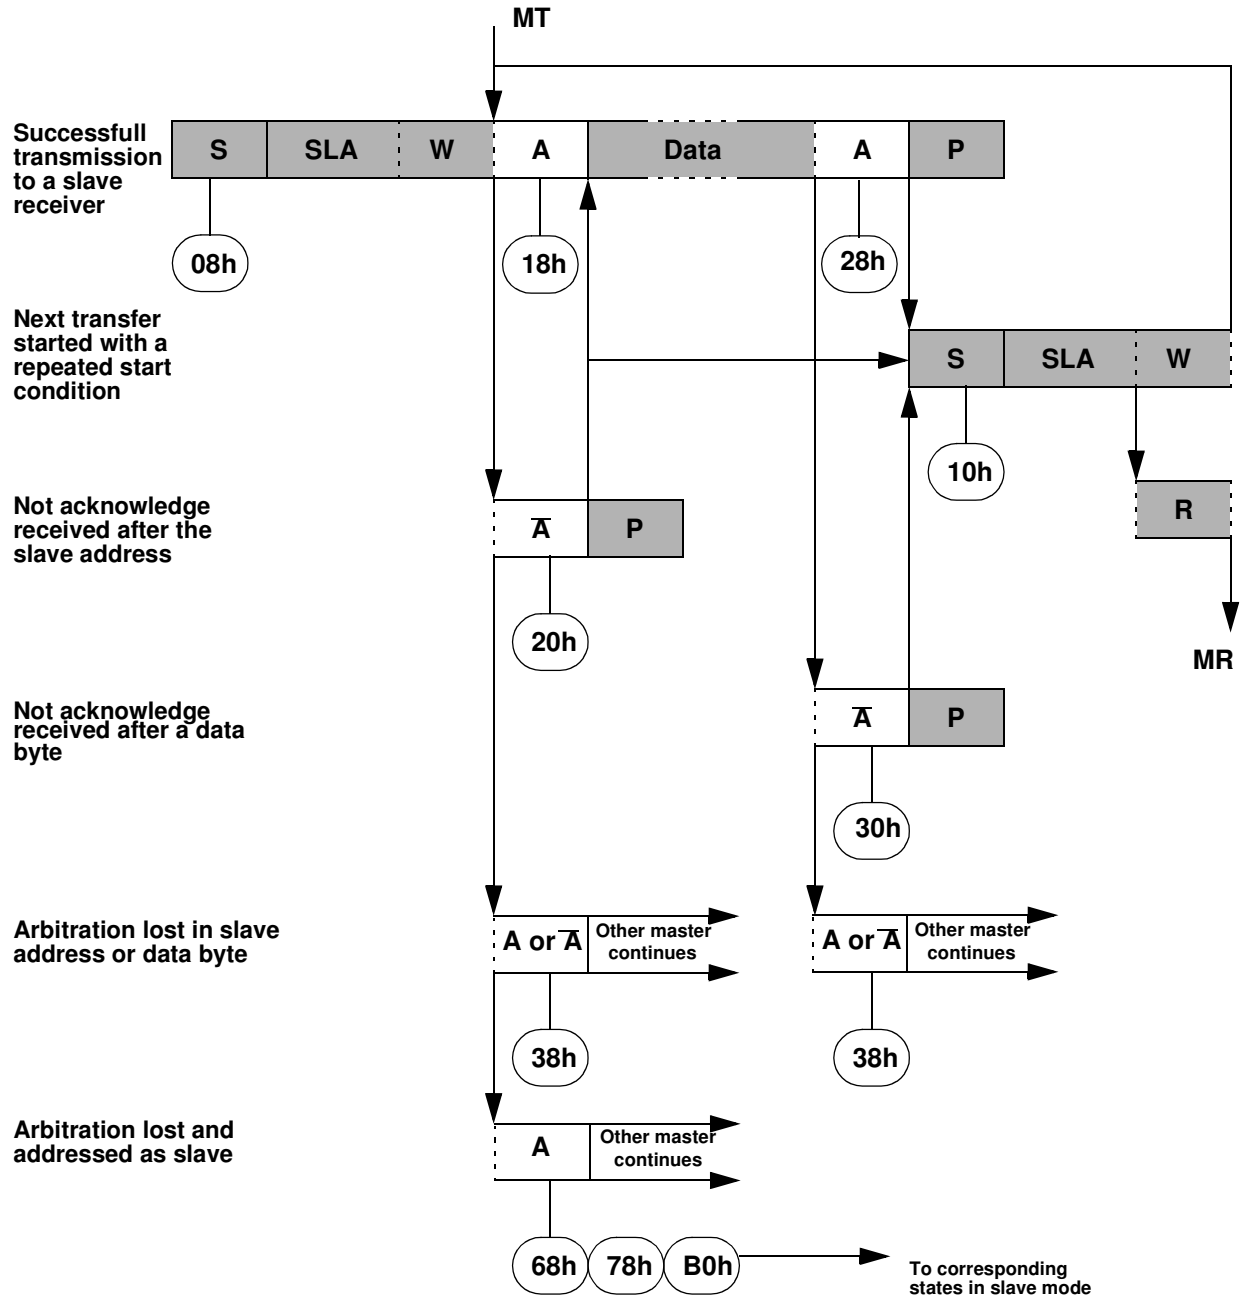 MT
Successfull
transmission
to a slave
receiver
S SLA W A Data A P
08h 18h 28h
Next transfer
started with a
repeated start
condition
S SLA W
10h
Not acknowledge
received after the
slave address
A̅ P
R
20h
MR
Not acknowledge
received after a data
byte
A̅ P
30h
Arbitration lost in slave
address or data byte
A or A̅
Other master
continues
A or A̅
Other master
continues
38h 38h
Arbitration lost and
addressed as slave
A
Other master
continues
68h 78h B0h
To corresponding
states in slave mode